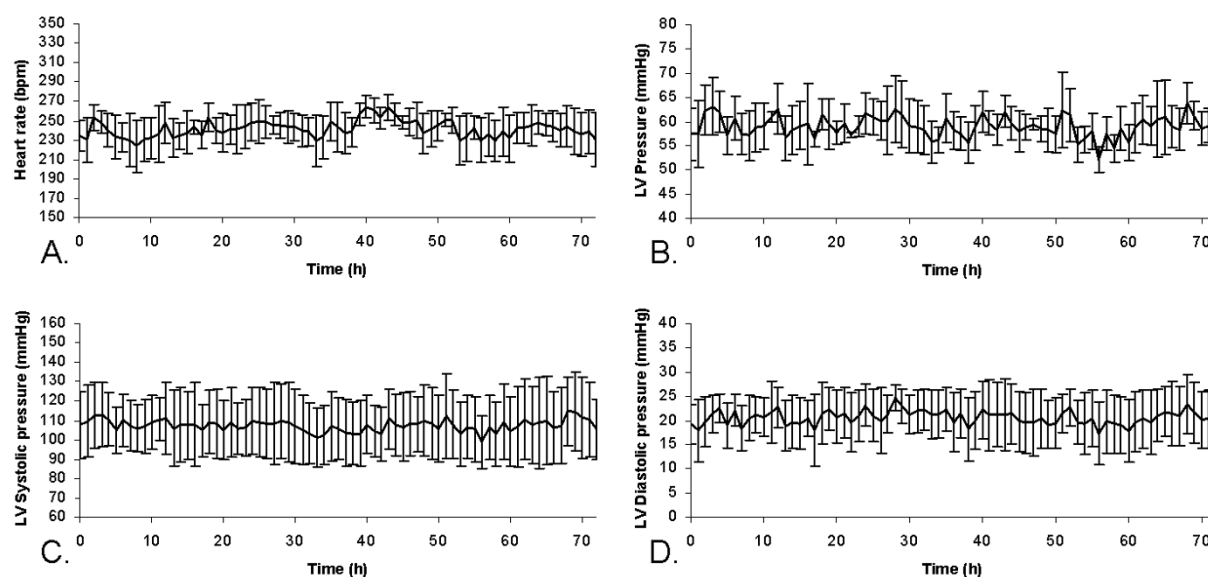 Heart rate (bpm)
350
330
310
290
270
250
230
210
190
170
150
0 10 20 30 40 50 60 70
Time (h)
A.
LV Pressure (mmHg)
80
75
70
65
60
55
50
45
40
0 10 20 30 40 50 60 70
Time (h)
B.
LV Systolic pressure (mmHg)
160
150
140
130
120
110
100
90
80
70
60
0 10 20 30 40 50 60 70
Time (h)
C.
LV Diastolic pressure (mmHg)
40
35
30
25
20
15
10
5
0
0 10 20 30 40 50 60 70
Time (h)
D.